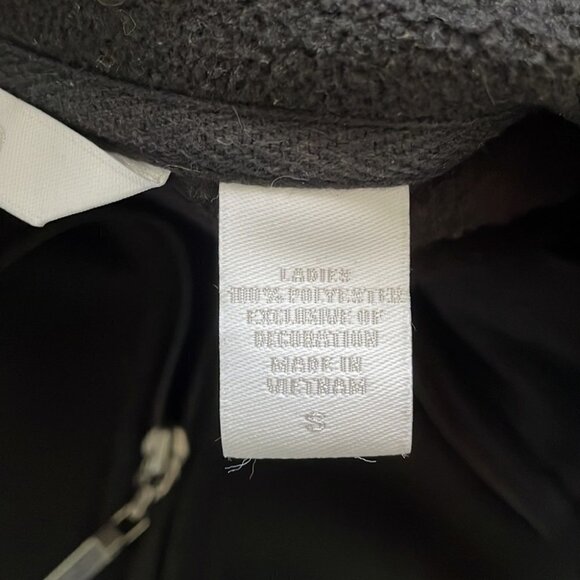 LADIES
100% POLYESTER
EXCLUSIVE OF
DECORATION
MADE IN
VIETNAM
S